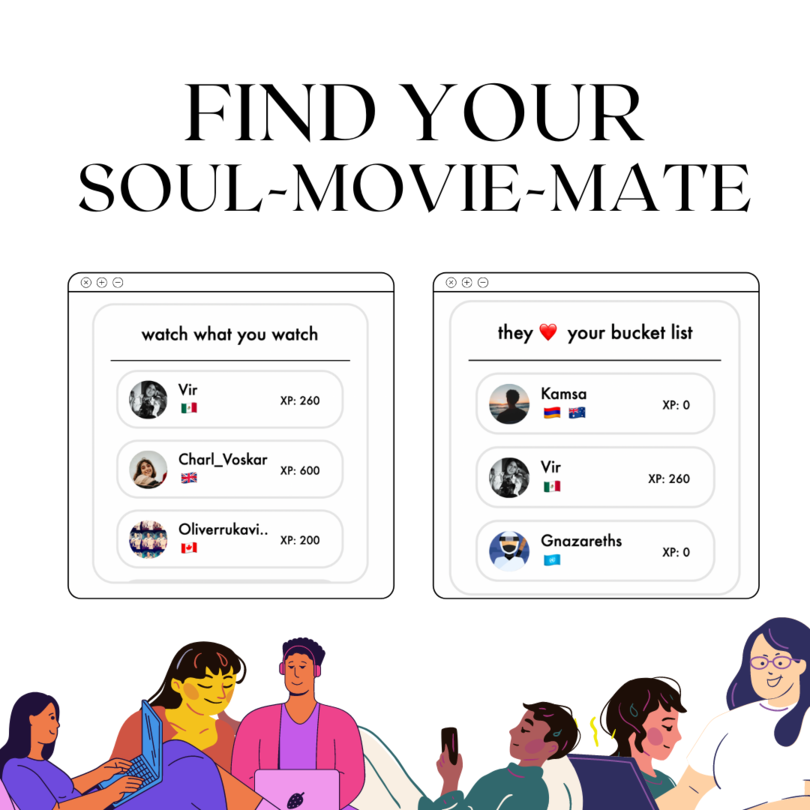 FIND YOUR
SOUL-MOVIE-MATE
watch what you watch
Vir
XP: 260
Charl_Voskar
XP: 600
Oliverrukavi..
XP: 200
they ❤️ your bucket list
Kamsa
XP: 0
Vir
XP: 260
Gnazareths
XP: 0